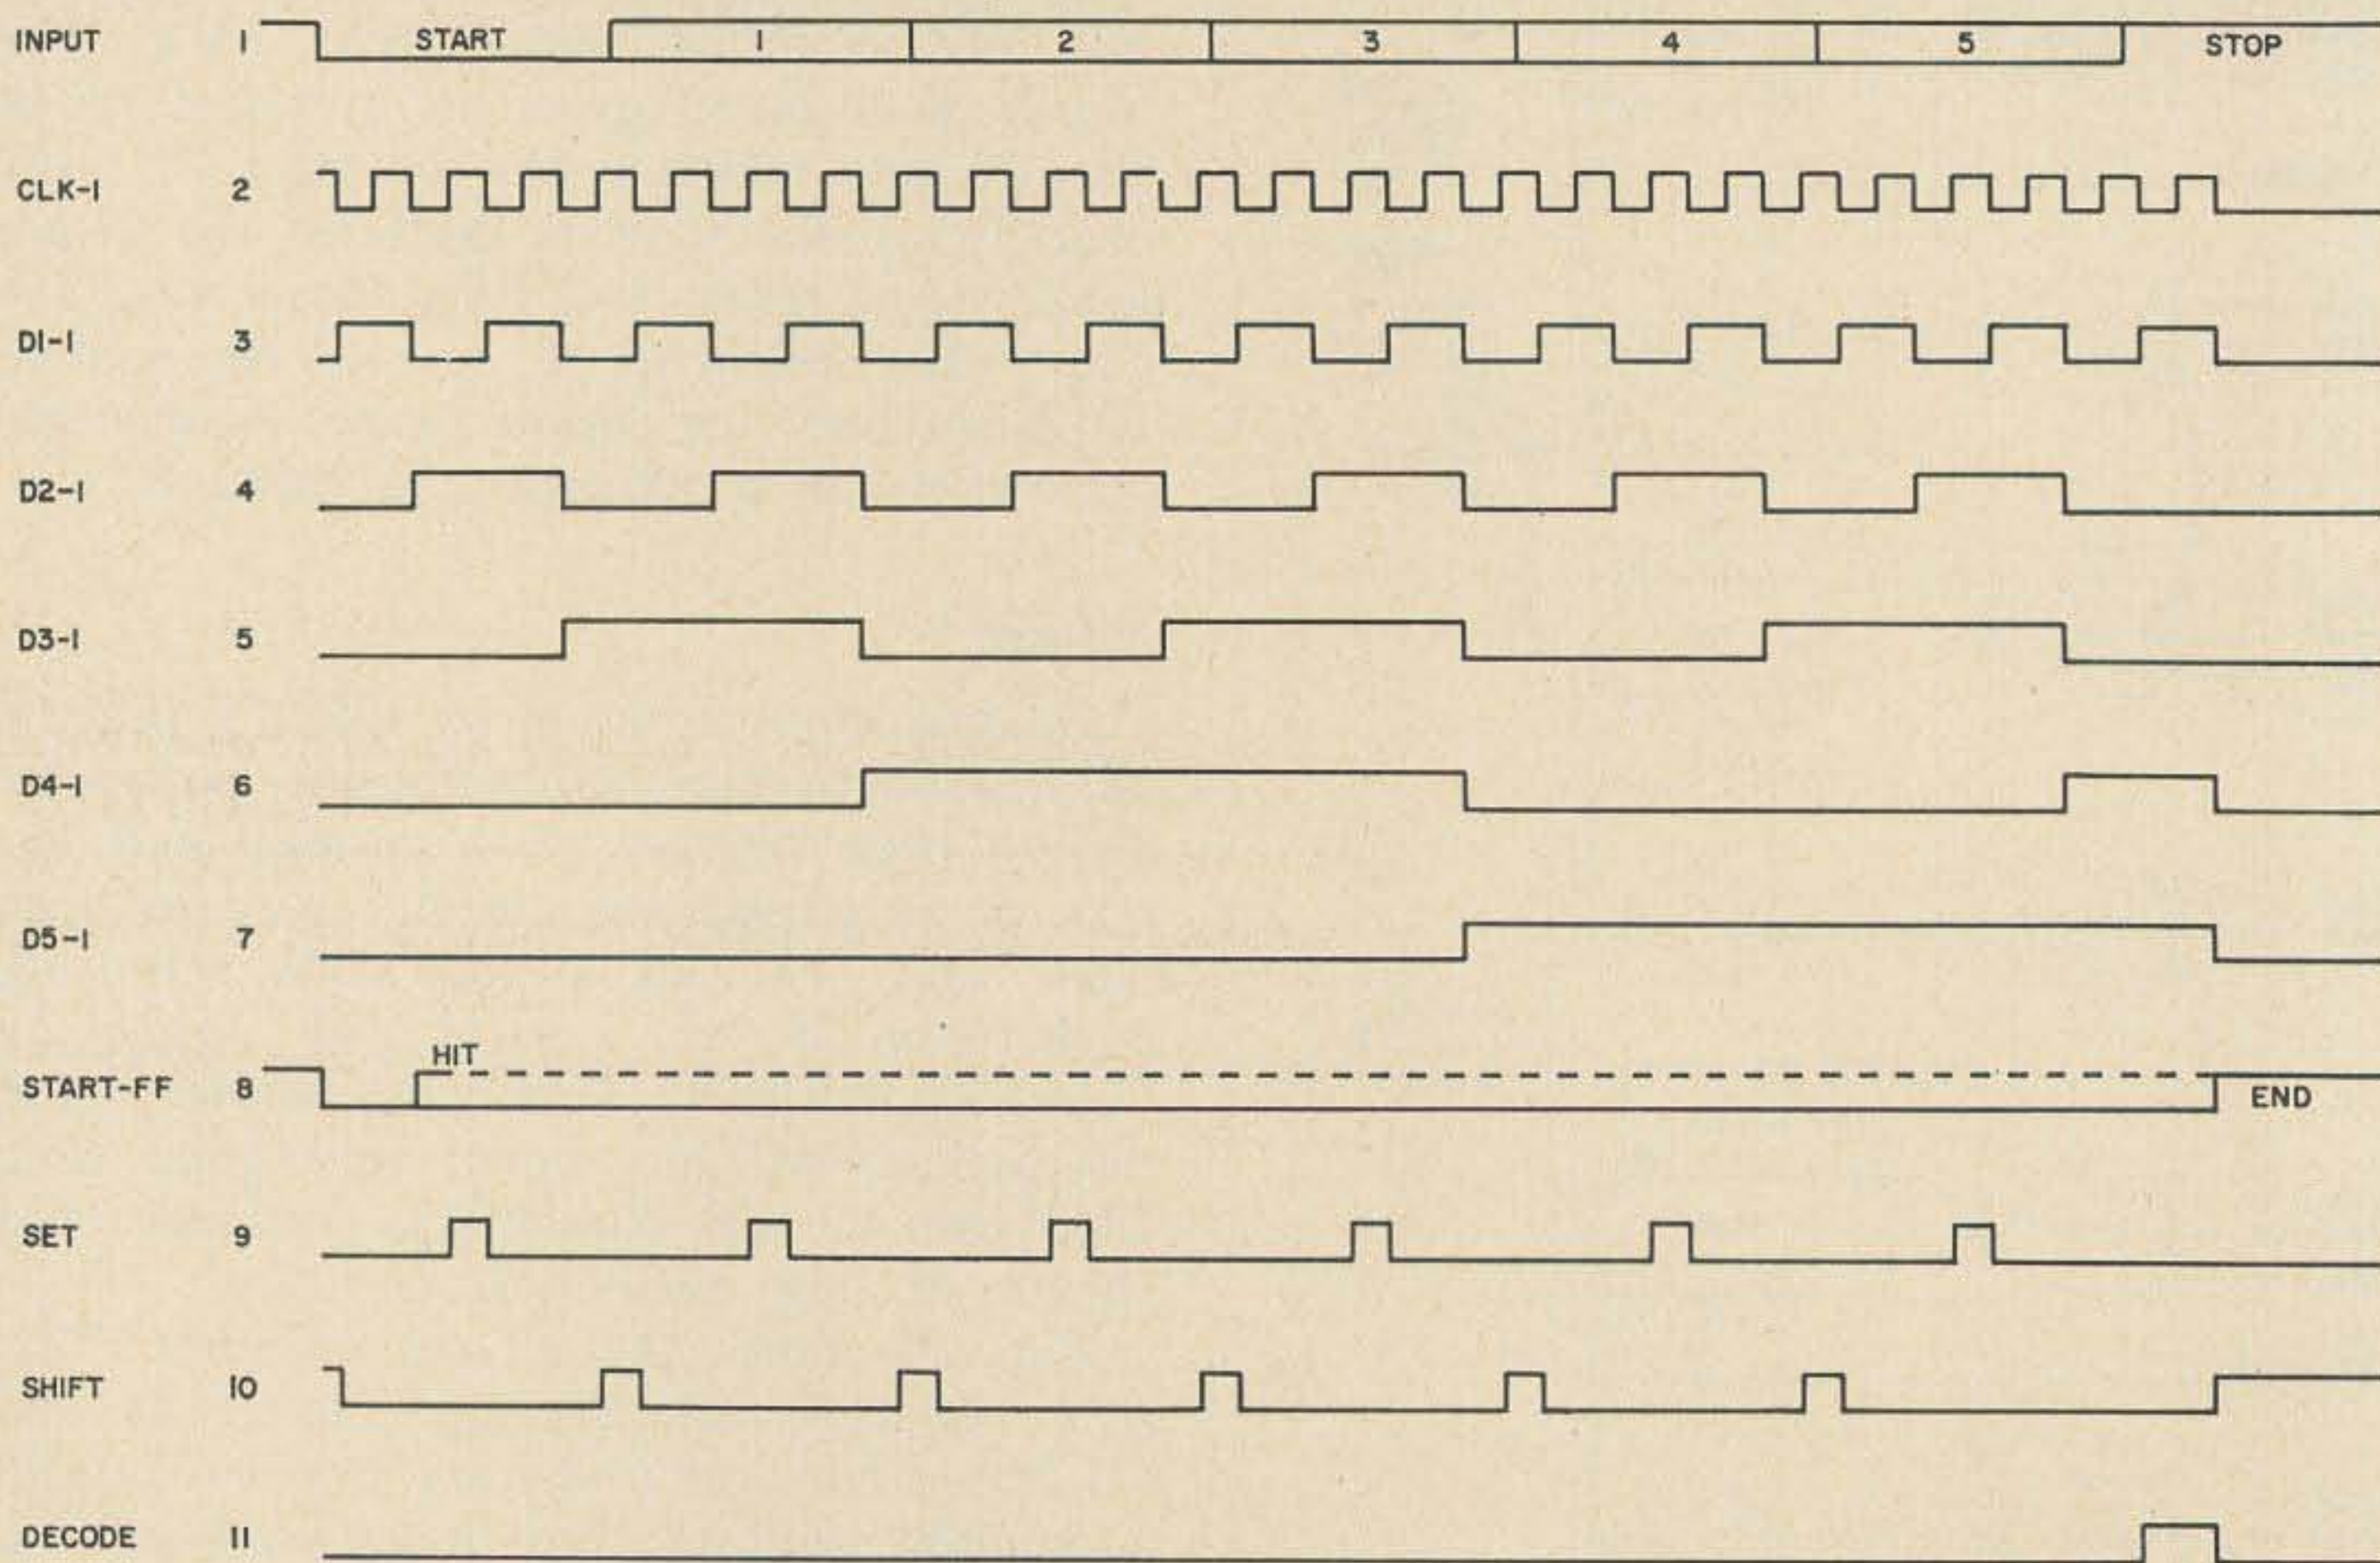 INPUT 1 START 1 2 3 4 5 STOP
CLK-1 2
D1-1 3
D2-1 4
D3-1 5
D4-1 6
D5-1 7
HIT
START-FF 8 END
SET 9
SHIFT 10
DECODE 11